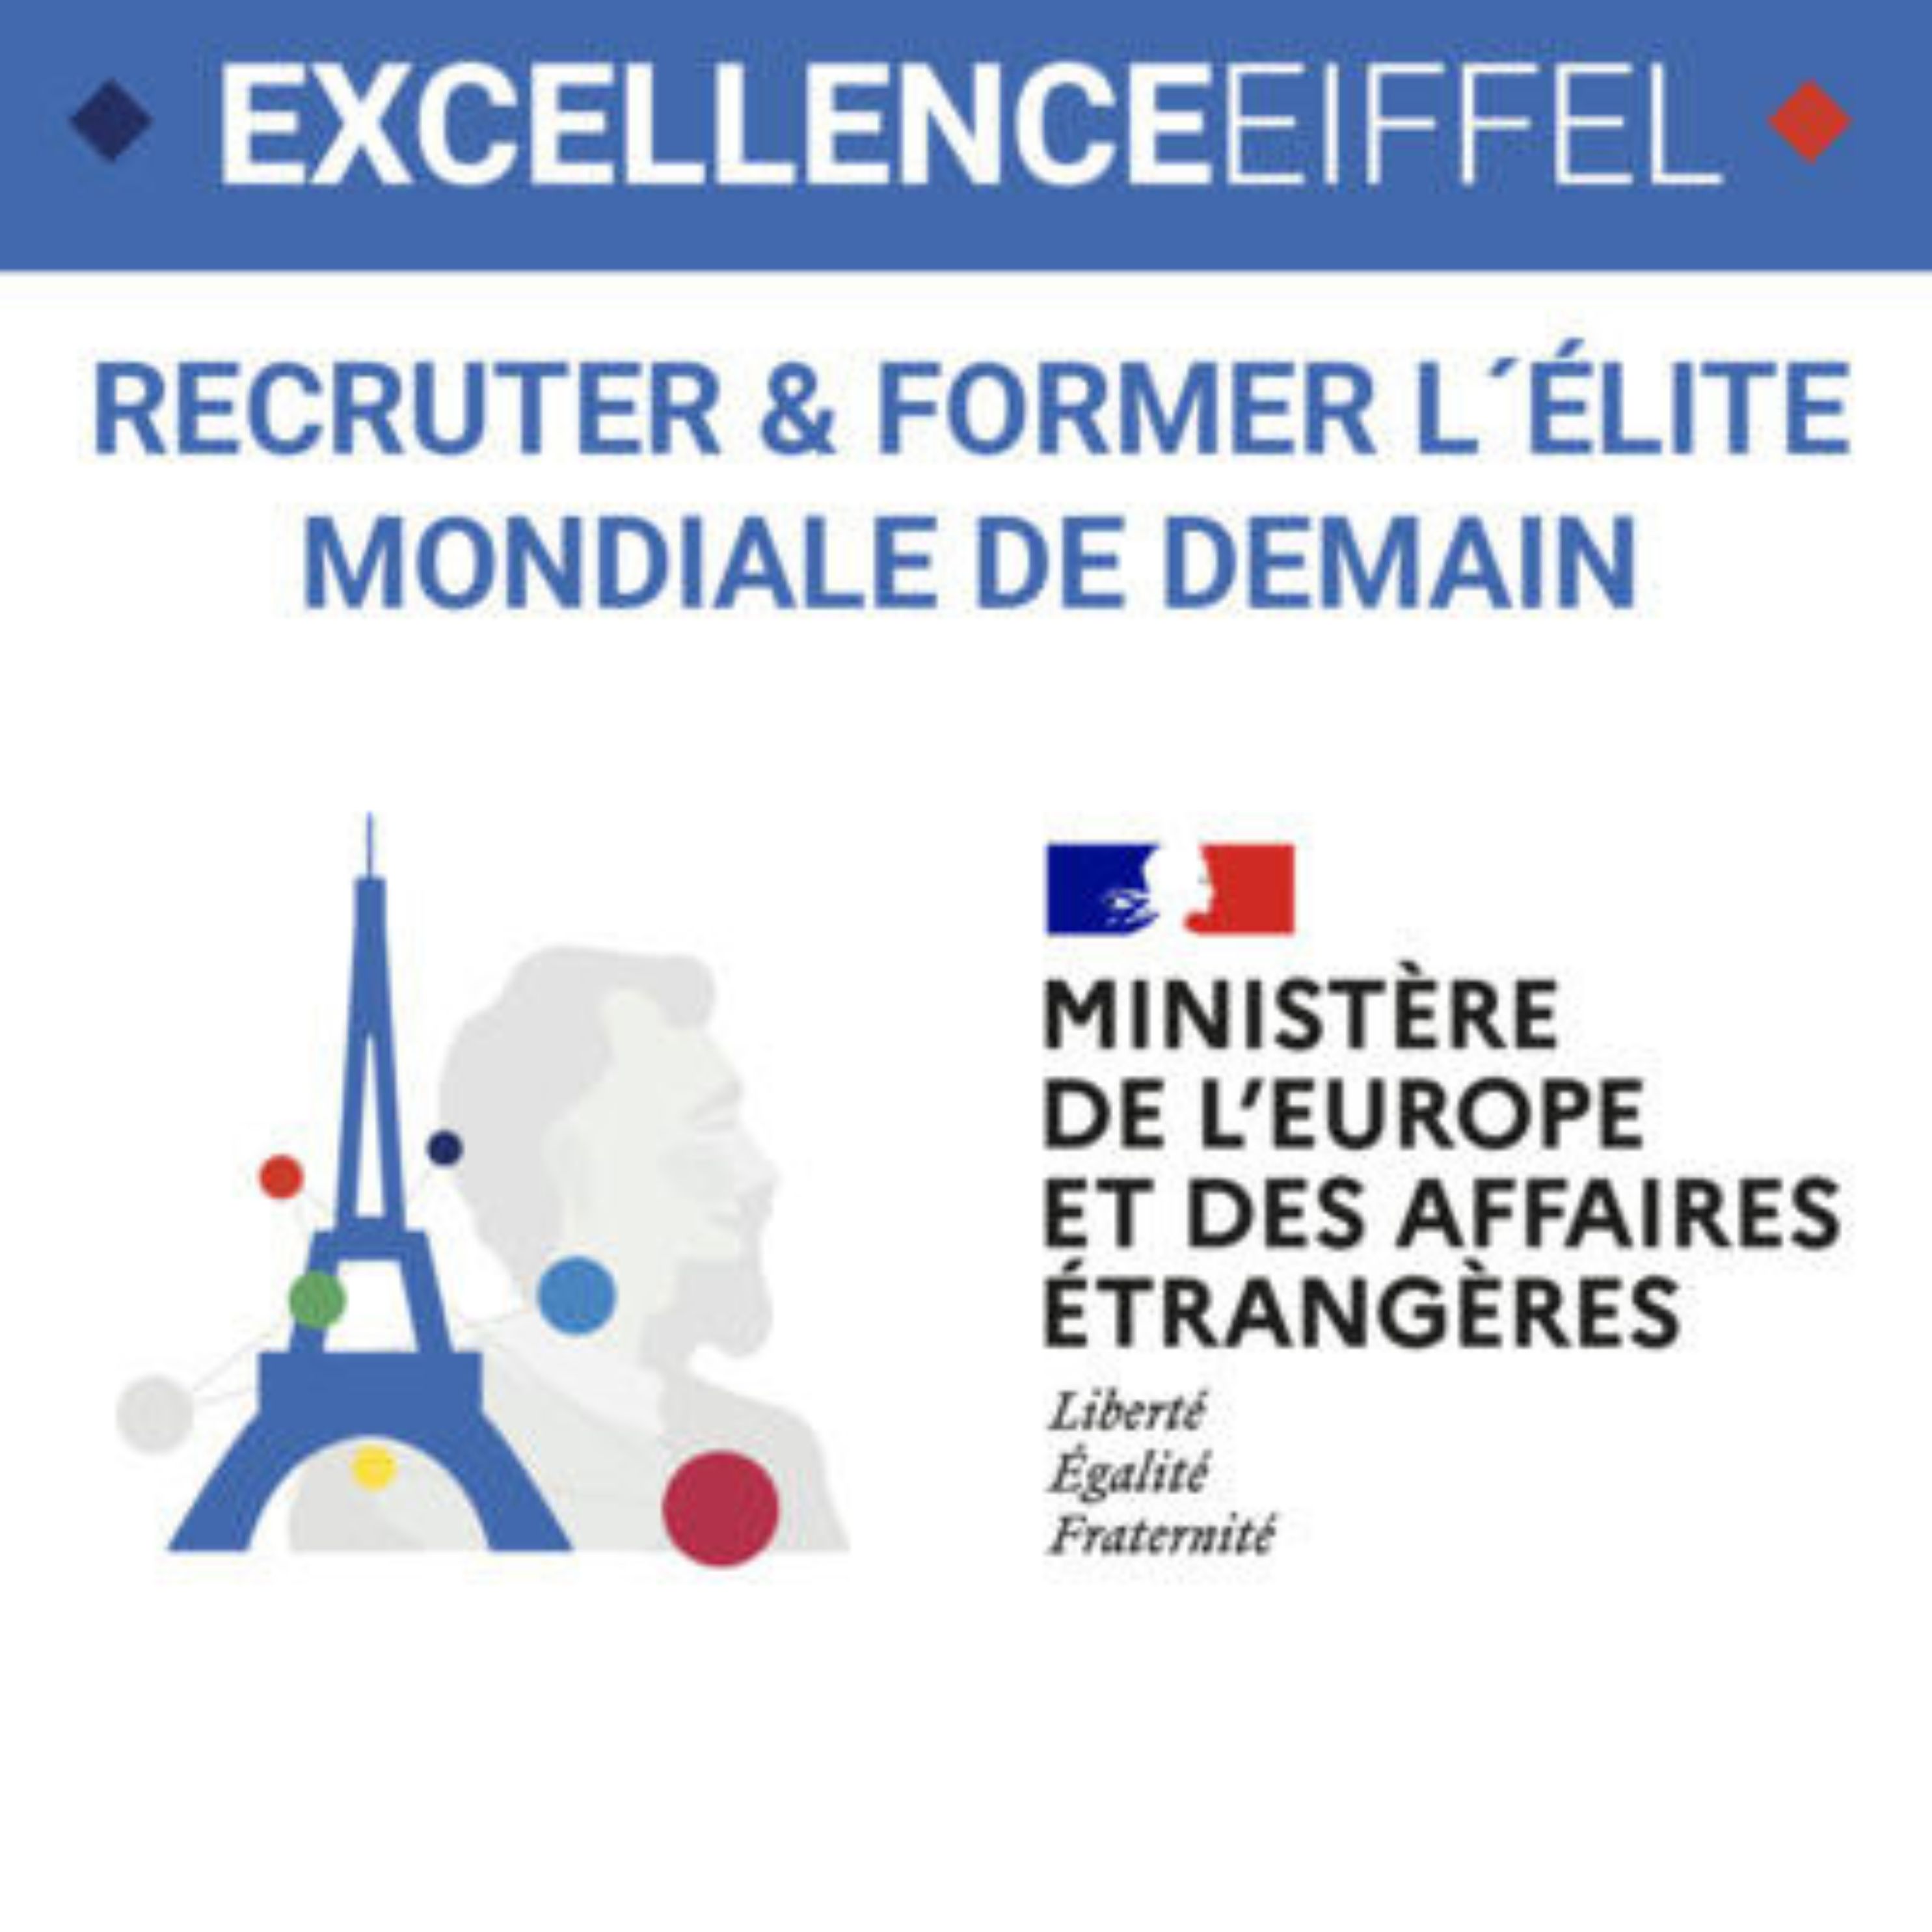 EXCELLENCEEIFFEL
RECRUTER & FORMER L´ÉLITE
MONDIALE DE DEMAIN
MINISTÈRE
DE L’EUROPE
ET DES AFFAIRES
ÉTRANGÈRES
Liberté
Égalité
Fraternité